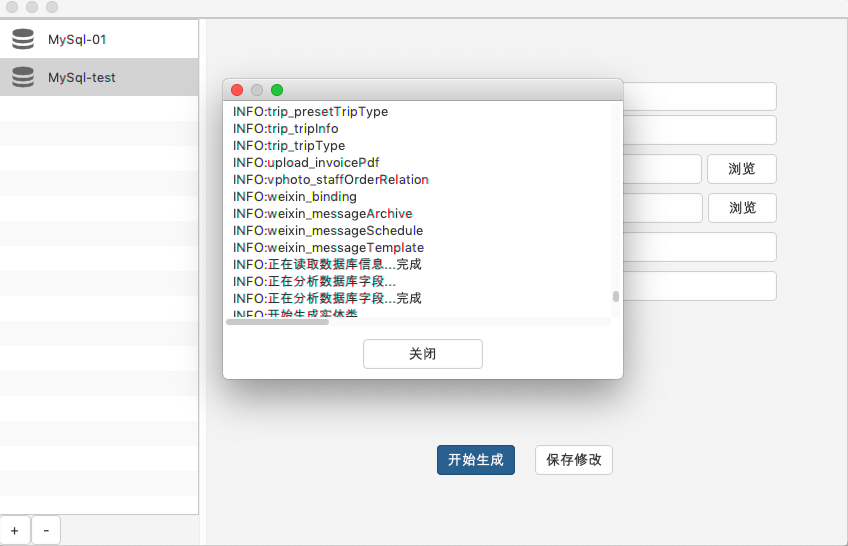 MySql-01
MySql-test
INFO:trip_presetTripType
INFO:trip_tripInfo
INFO:trip_tripType
INFO:upload_invoicePdf
INFO:vphoto_staffOrderRelation
INFO:weixin_binding
INFO:weixin_messageArchive
INFO:weixin_messageSchedule
INFO:weixin_messageTemplate
INFO:正在读取数据库信息...完成
INFO:正在分析数据库字段...
INFO:正在分析数据库字段...完成
INFO:开始生成实体类
关闭
浏览
浏览
开始生成 保存修改
+ -